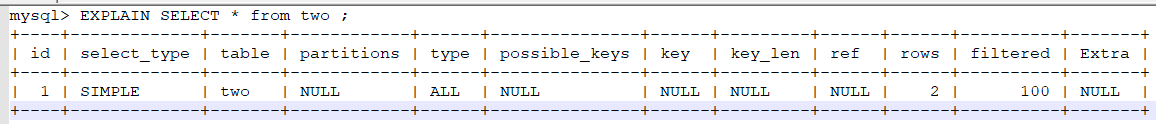 mysql> EXPLAIN SELECT * from two ;
+----+-------------+-------+------------+------+---------------+------+---------+------+------+----------+-------+
| id | select_type | table | partitions | type | possible_keys | key | key_len | ref | rows | filtered | Extra |
+----+-------------+-------+------------+------+---------------+------+---------+------+------+----------+-------+
| 1 | SIMPLE | two | NULL | ALL | NULL | NULL | NULL | NULL | 2 | 100 | NULL |
+----+-------------+-------+------------+------+---------------+------+---------+------+------+----------+-------+